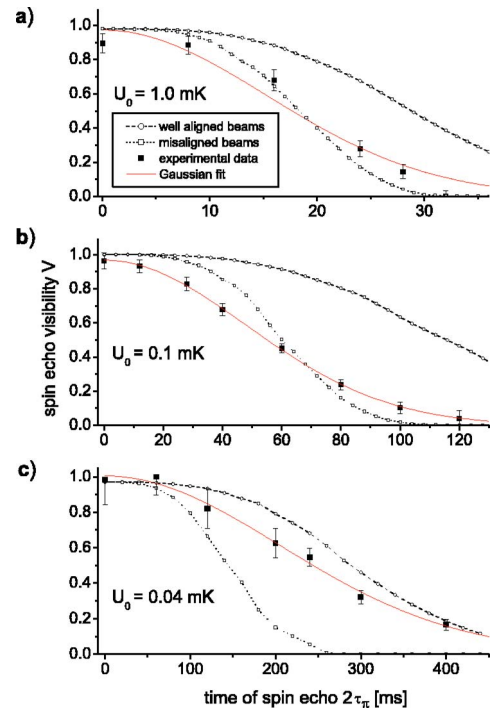 a)
1.0
0.8
0.6
0.4
0.2
0.0
U₀ = 1.0 mK
well aligned beams
misaligned beams
experimental data
Gaussian fit
0 10 20 30
b)
1.0
0.8
0.6
0.4
0.2
0.0
spin echo visibility V
U₀ = 0.1 mK
0 20 40 60 80 100 120
c)
1.0
0.8
0.6
0.4
0.2
0.0
U₀ = 0.04 mK
0 100 200 300 400
time of spin echo 2τπ [ms]